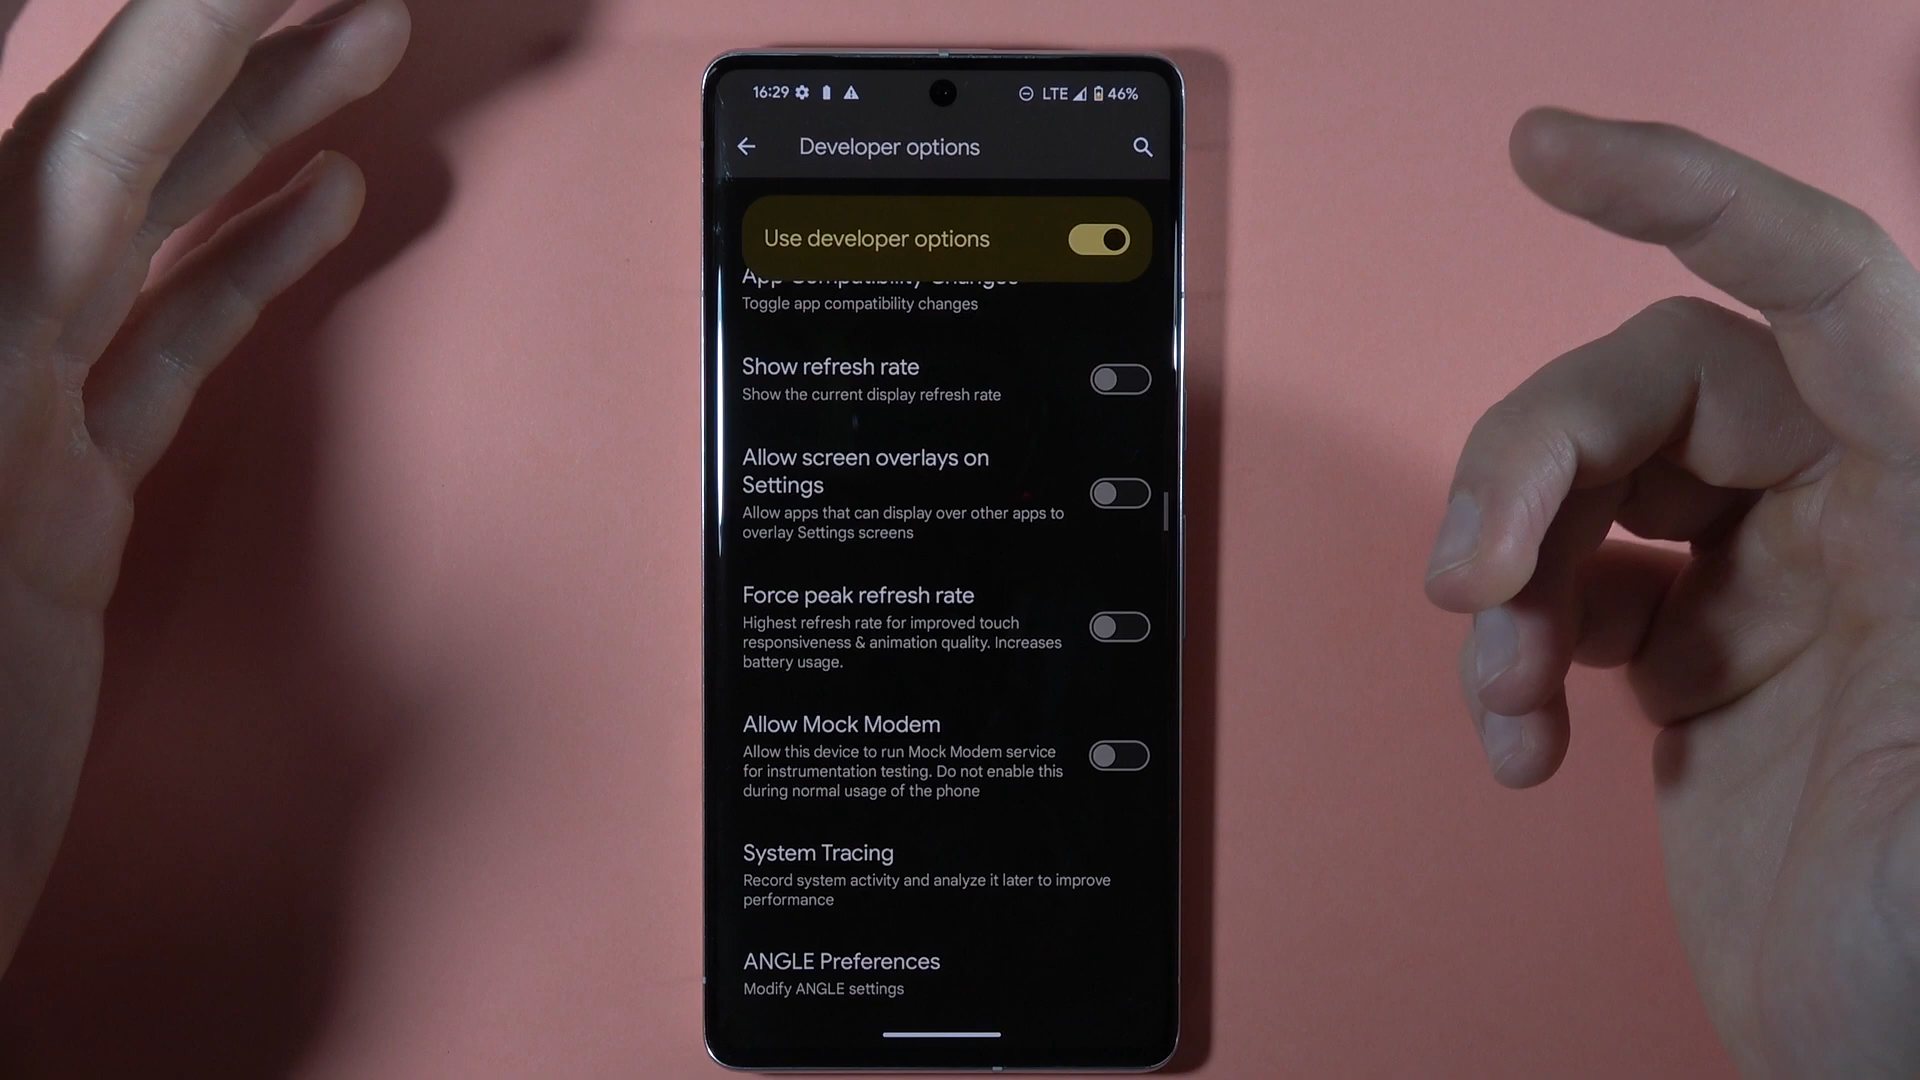 16:29 LTE 46%
Developer options
Use developer options
App Compatibility Changes
Toggle app compatibility changes
Show refresh rate
Show the current display refresh rate
Allow screen overlays on
Settings
Allow apps that can display over other apps to
overlay Settings screens
Force peak refresh rate
Highest refresh rate for improved touch
responsiveness & animation quality. Increases
battery usage.
Allow Mock Modem
Allow this device to run Mock Modem service
for instrumentation testing. Do not enable this
during normal usage of the phone
System Tracing
Record system activity and analyze it later to improve
performance
ANGLE Preferences
Modify ANGLE settings